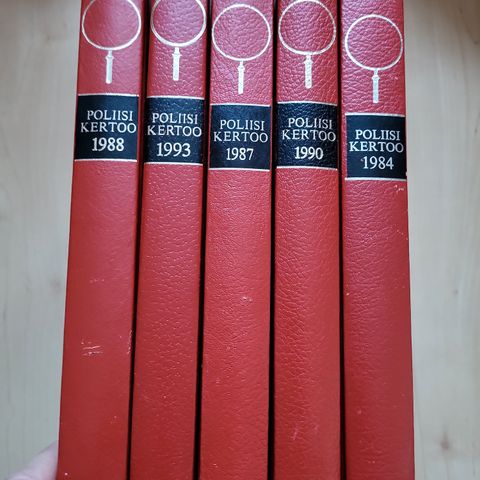 POLIISI
KERTOO
1988
POLIISI
KERTOO
1993
POLIISI
KERTOO
1987
POLIISI
KERTOO
1990
POLIISI
KERTOO
1984